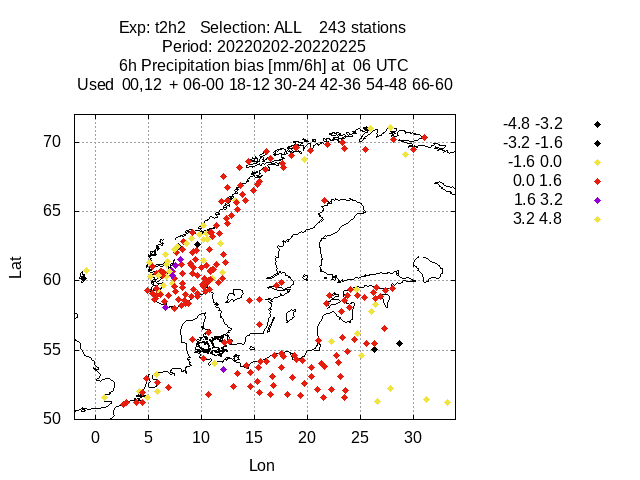 Exp: t2h2 Selection: ALL 243 stations
Period: 20220202-20220225
6h Precipitation bias [mm/6h] at 06 UTC
Used 00,12 + 06-00 18-12 30-24 42-36 54-48 66-60
-4.8 -3.2
-3.2 -1.6
-1.6 0.0
0.0 1.6
1.6 3.2
3.2 4.8
70
65
60
55
50
Lat
0 5 10 15 20 25 30
Lon